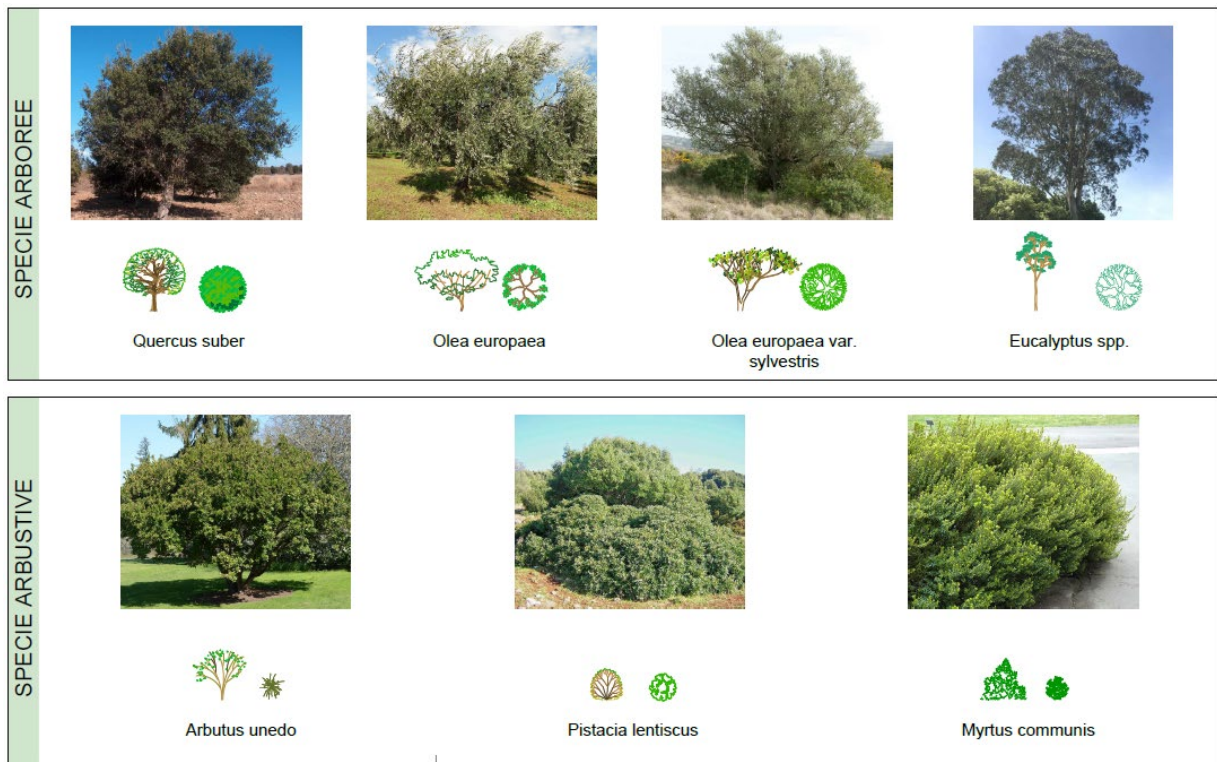 SPECIE ARBOREE
Quercus suber
Olea europaea
Olea europaea var.
sylvestris
Eucalyptus spp.
SPECIE ARBUSTIVE
Arbutus unedo
Pistacia lentiscus
Myrtus communis